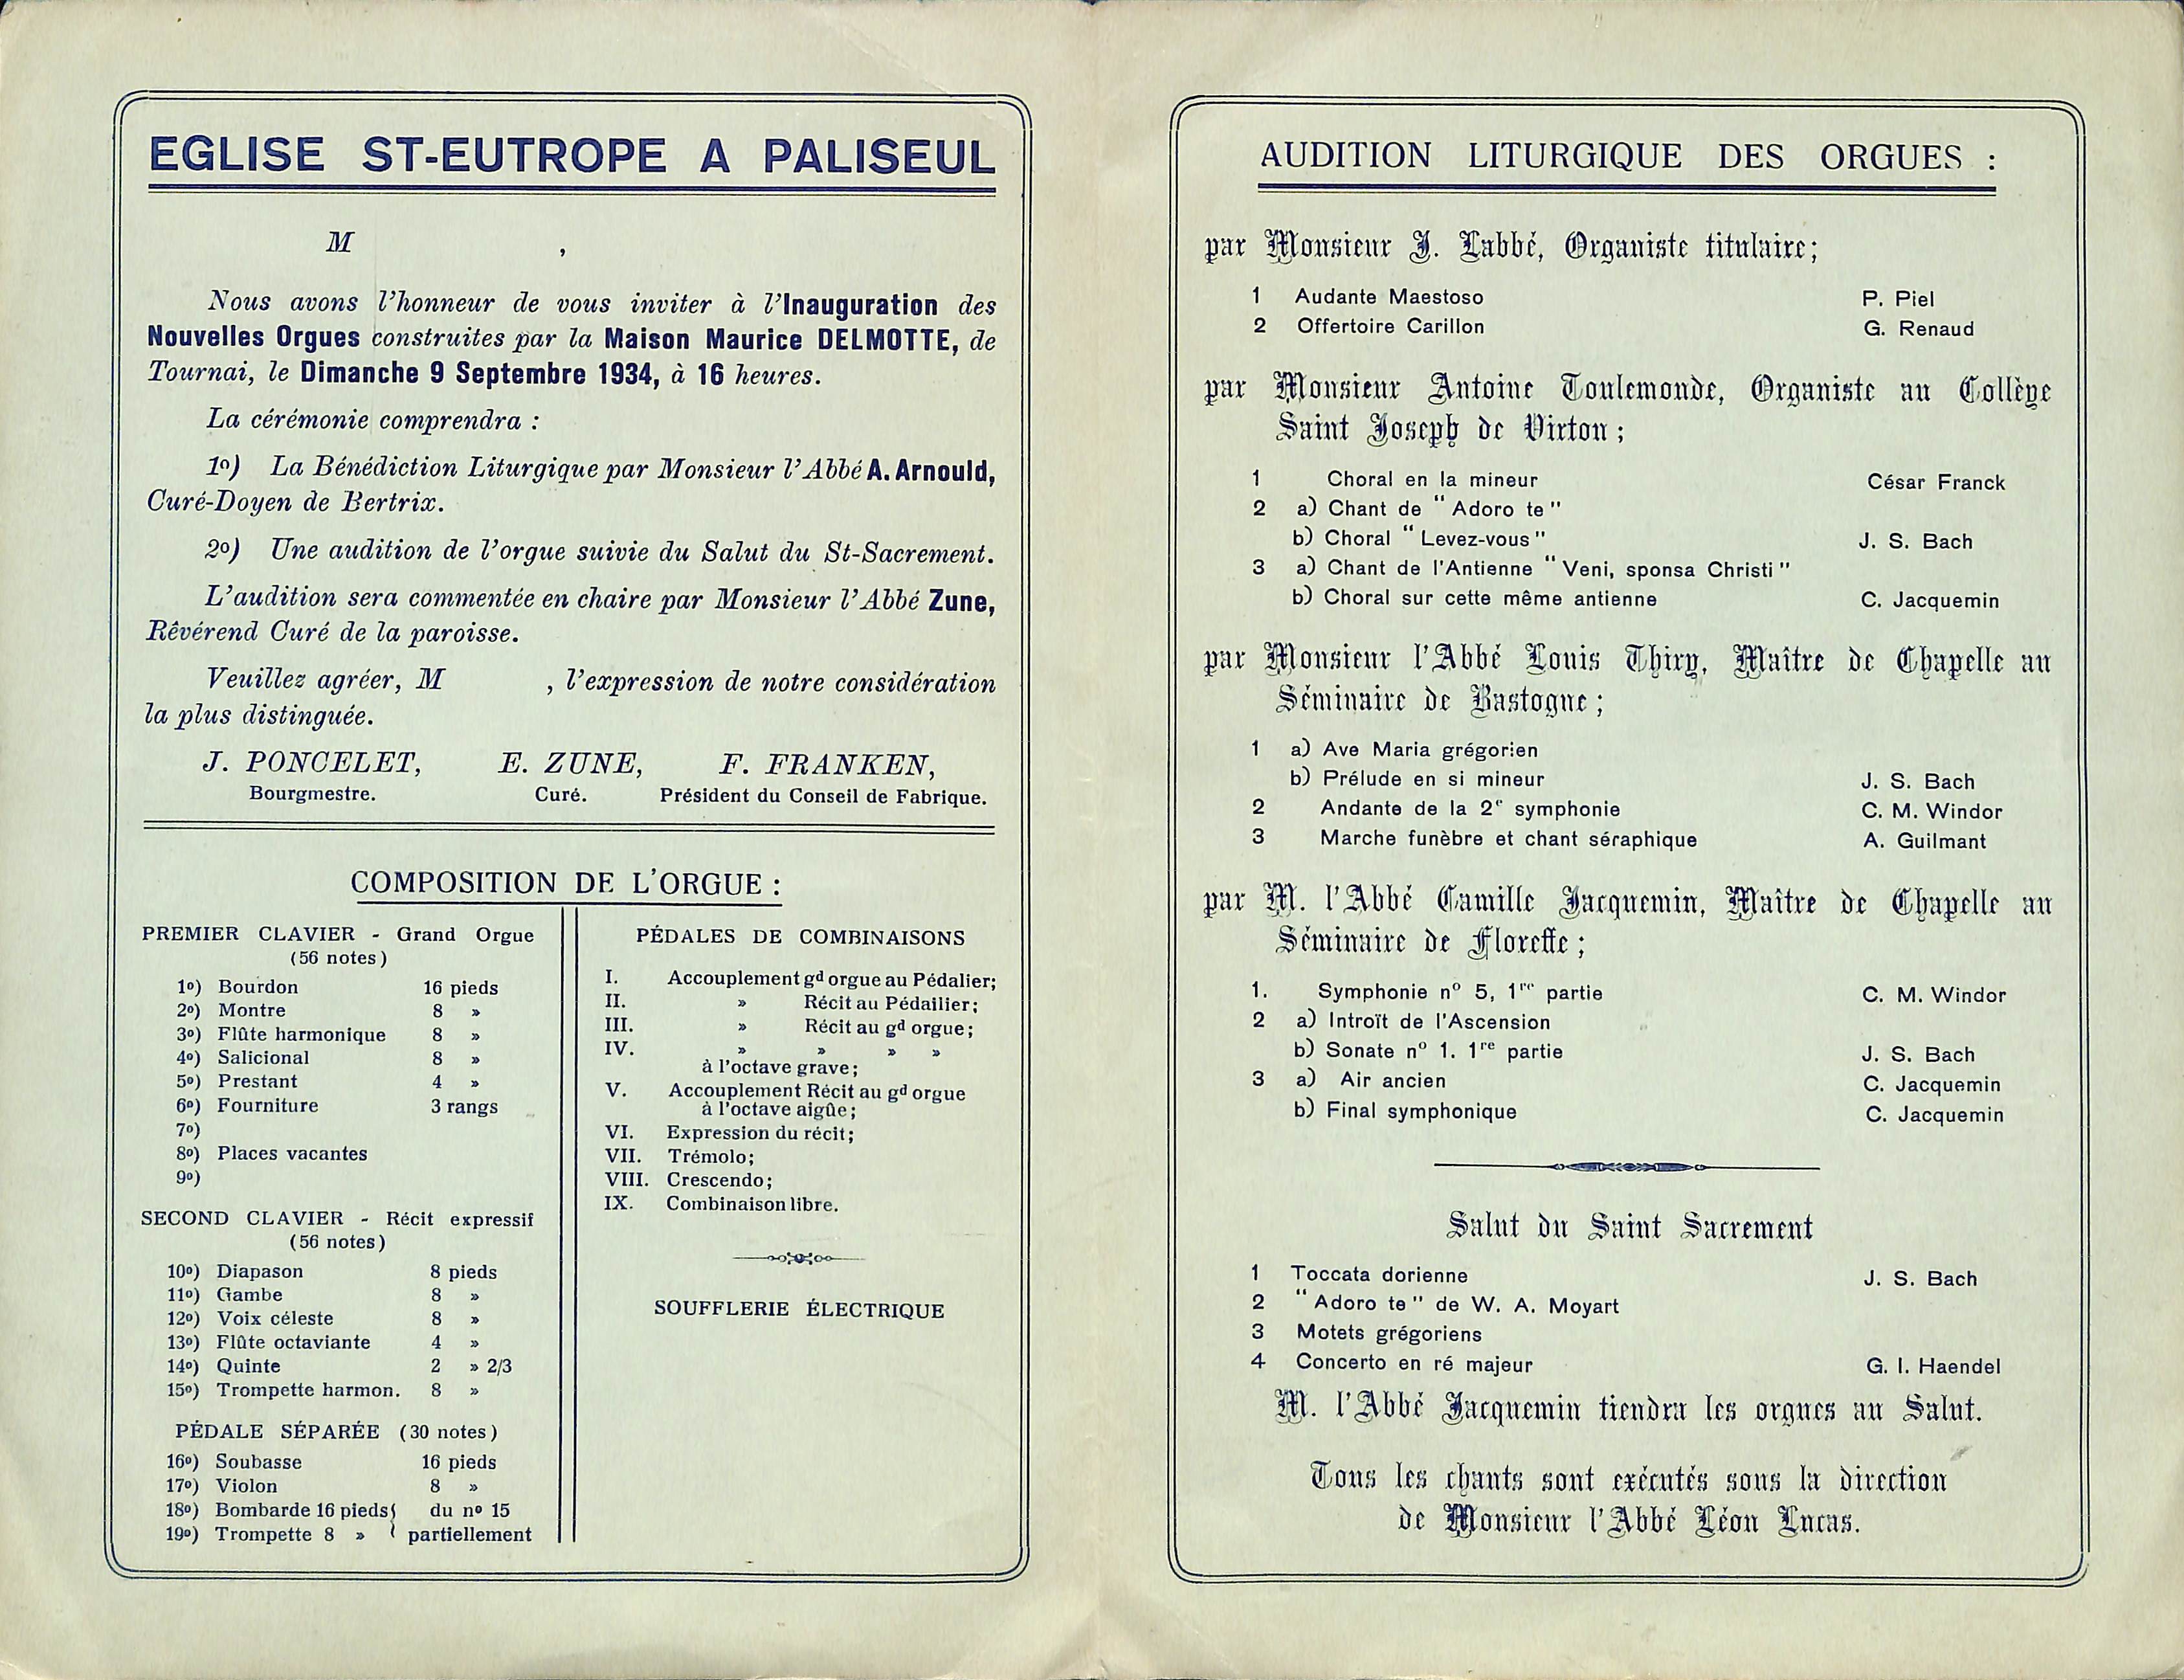 EGLISE ST-EUTROPE A PALISEUL
M ,
Nous avons l'honneur de vous inviter à l'Inauguration des
Nouvelles Orgues construites par la Maison Maurice DELMOTTE, de
Tournai, le Dimanche 9 Septembre 1934, à 16 heures.
La cérémonie comprendra :
1º) La Bénédiction Liturgique par Monsieur l'Abbé A. Arnould,
Curé-Doyen de Bertrix.
2º) Une audition de l'orgue suivie du Salut du St-Sacrement.
L'audition sera commentée en chaire par Monsieur l'Abbé Zune,
Rêvérend Curé de la paroisse.
Veuillez agréer, M , l'expression de notre considération
la plus distinguée.
J. PONCELET, E. ZUNE, F. FRANKEN,
Bourgmestre. Curé. Président du Conseil de Fabrique.
COMPOSITION DE L'ORGUE :
PREMIER CLAVIER - Grand Orgue
(56 notes)
1º) Bourdon 16 pieds
2º) Montre 8 »
3º) Flûte harmonique 8 »
4º) Salicional 8 »
5º) Prestant 4 »
6º) Fourniture 3 rangs
7º)
8º) Places vacantes
9º)
SECOND CLAVIER - Récit expressif
(56 notes)
10º) Diapason 8 pieds
11º) Gambe 8 »
12º) Voix céleste 8 »
13º) Flûte octaviante 4 »
14º) Quinte 2 » 2/3
15º) Trompette harmon. 8 »
PÉDALE SÉPARÉE (30 notes)
16º) Soubasse 16 pieds
17º) Violon 8 »
18º) Bombarde 16 pieds du nº 15
19º) Trompette 8 » partiellement
PÉDALES DE COMBINAISONS
I. Accouplement gd orgue au Pédalier;
II. » Récit au Pédailier;
III. » Récit au gd orgue;
IV. » » » »
à l'octave grave;
V. Accouplement Récit au gd orgue
à l'octave aigûe;
VI. Expression du récit;
VII. Trémolo;
VIII. Crescendo;
IX. Combinaison libre.
SOUFFLERIE ÉLECTRIQUE
AUDITION LITURGIQUE DES ORGUES :
par Monsieur J. Labbé, Organiste titulaire;
1 Audante Maestoso P. Piel
2 Offertoire Carillon G. Renaud
par Monsieur Antoine Toulemonde, Organiste au Collège
Saint Joseph de Virton ;
1 Choral en la mineur César Franck
2 a) Chant de "Adoro te"
b) Choral "Levez-vous" J. S. Bach
3 a) Chant de l'Antienne "Veni, sponsa Christi"
b) Choral sur cette même antienne C. Jacquemin
par Monsieur l'Abbé Louis Thiry, Maître de Chapelle au
Séminaire de Bastogne ;
1 a) Ave Maria grégorien
b) Prélude en si mineur J. S. Bach
2 Andante de la 2e symphonie C. M. Windor
3 Marche funèbre et chant séraphique A. Guilmant
par M. l'Abbé Camille Jacquemin, Maître de Chapelle au
Séminaire de Floreffe ;
1. Symphonie nº 5, 1re partie C. M. Windor
2 a) Introït de l'Ascension
b) Sonate nº 1. 1re partie J. S. Bach
3 a) Air ancien C. Jacquemin
b) Final symphonique C. Jacquemin
Salut du Saint Sacrement
1 Toccata dorienne J. S. Bach
2 "Adoro te" de W. A. Moyart
3 Motets grégoriens
4 Concerto en ré majeur G. I. Haendel
M. l'Abbé Jacquemin tiendra les orgues au Salut.
Tous les chants sont exécutés sous la direction
de Monsieur l'Abbé Léon Lucas.